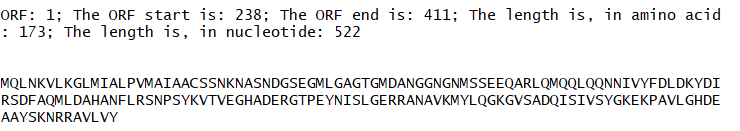 ORF: 1; The ORF start is: 238; The ORF end is: 411; The length is, in amino acid
: 173; The length is, in nucleotide: 522
MQLNKVLKGLMIALPVMAIAACSSNKNASNDGSEGMLGAGTGMDANGGNGNMSSEEQARLQMQQLQQNNIVYFDLDKYDI
RSDFAQMLDAHANFLRSNPSYKVTVEGHADERGTPEYNISLGERRANAVKMYLQGKGVSADQISIVSYGKEKPAVLGHDE
AAYSKNRRAVLVY